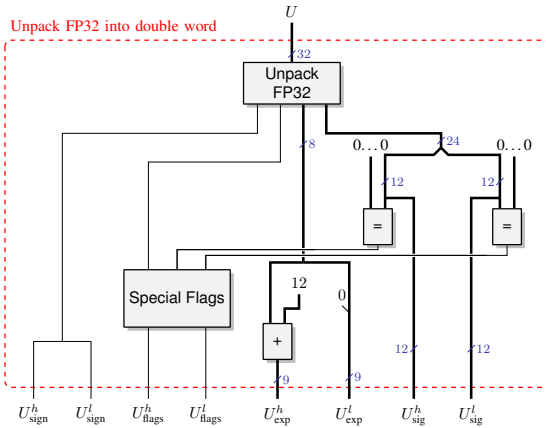 U
Unpack FP32 into double word
32
Unpack
FP32
8
24
0...0
0...0
12
12
=
=
Special Flags
12
0
+
12
12
9
9
U^h_sign
U^l_sign
U^h_flags
U^l_flags
U^h_exp
U^l_exp
U^h_sig
U^l_sig